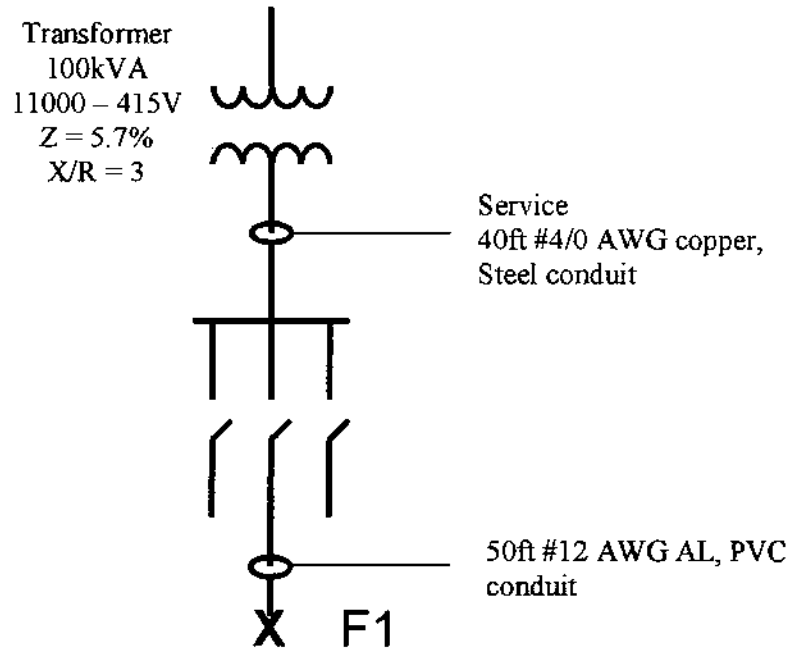 Transformer
100kVA
11000 – 415V
Z = 5.7%
X/R = 3
Service
40ft #4/0 AWG copper,
Steel conduit
50ft #12 AWG AL, PVC
conduit
X F1